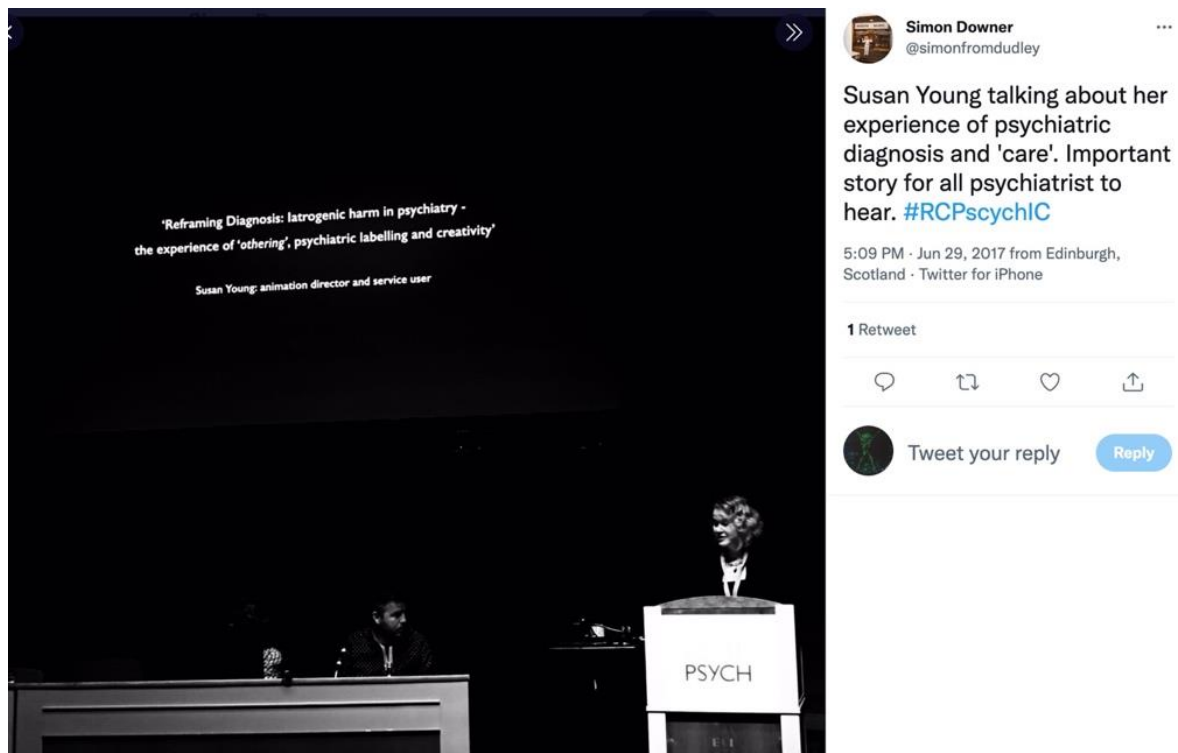 'Reframing Diagnosis: Iatrogenic harm in psychiatry -
the experience of 'othering', psychiatric labelling and creativity'
Susan Young: animation director and service user
PSYCH
Simon Downer
@simonfromdudley
Susan Young talking about her
experience of psychiatric
diagnosis and 'care'. Important
story for all psychiatrist to
hear. #RCPscychIC
5:09 PM · Jun 29, 2017 from Edinburgh,
Scotland · Twitter for iPhone
1 Retweet
Tweet your reply
Reply